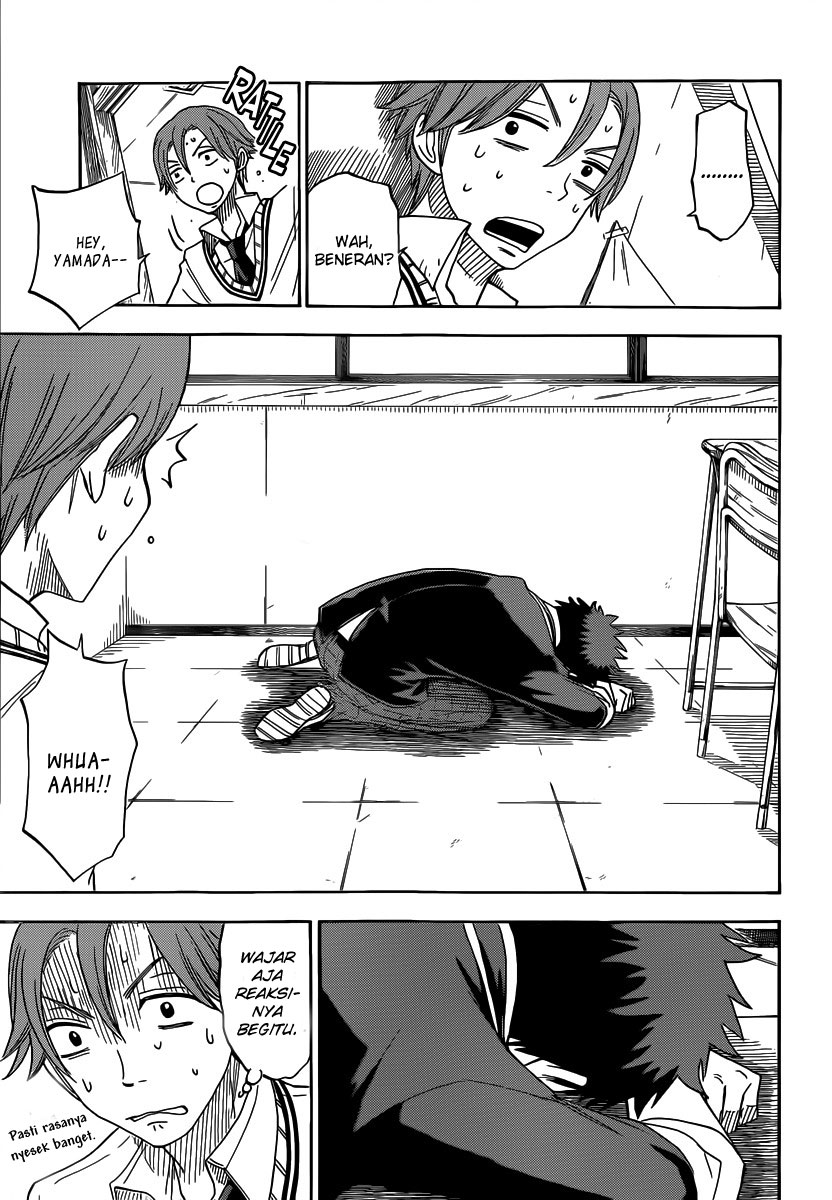 .........
WAH,
BENERAN?
RATTLE
HEY,
YAMADA--
WHUA-
AAHH!!
WAJAR
AJA
REAKSI-
NYA
BEGITU.
Pasti rasanya
nyesek banget.